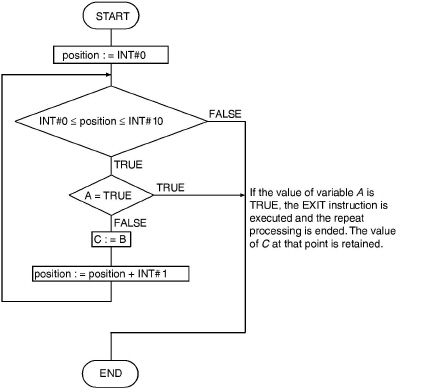 START
position : = INT#0
INT#0 ≤ position ≤ INT#10
FALSE
TRUE
A = TRUE
TRUE
If the value of variable A is
TRUE, the EXIT instruction is
executed and the repeat
processing is ended. The value
of C at that point is retained.
FALSE
C : = B
position : = position + INT#1
END